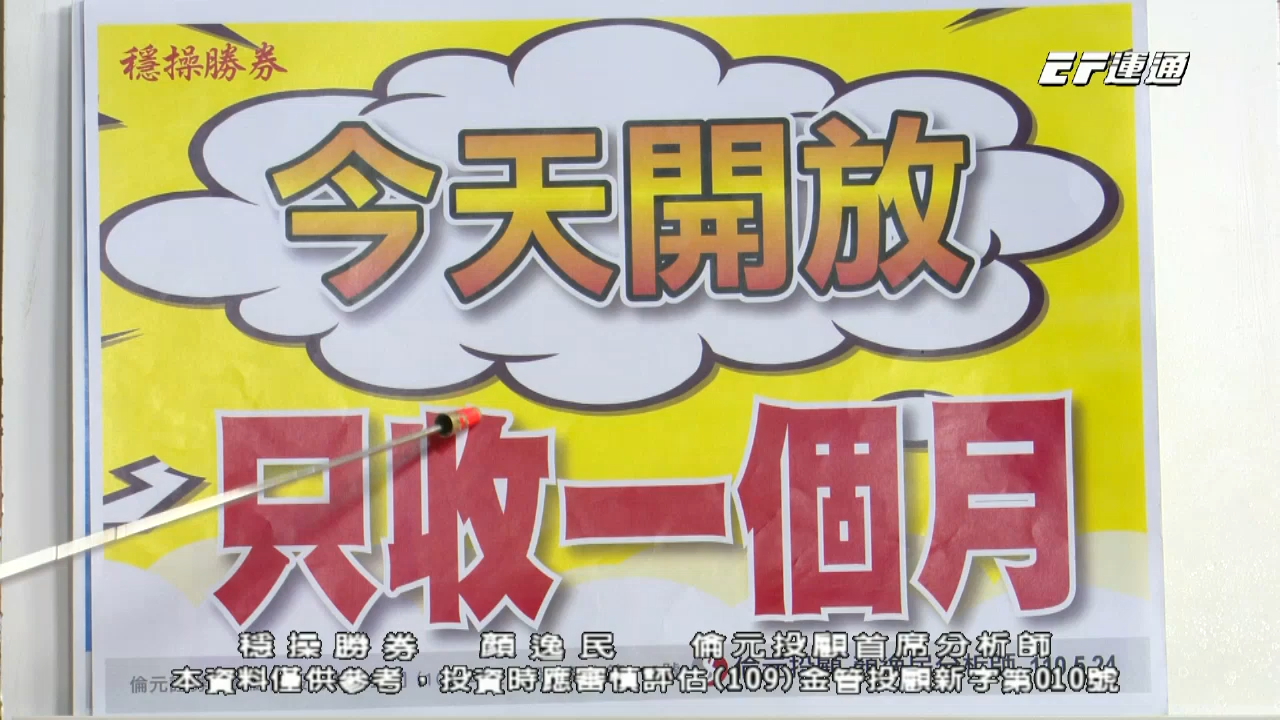 穩操勝券
EF運通
今天開放
只收一個月
穩操勝券 顏逸民 倫元投顧首席分析師
本資料僅供參考，投資時應審慎評估(109)金管投顧新字第010號